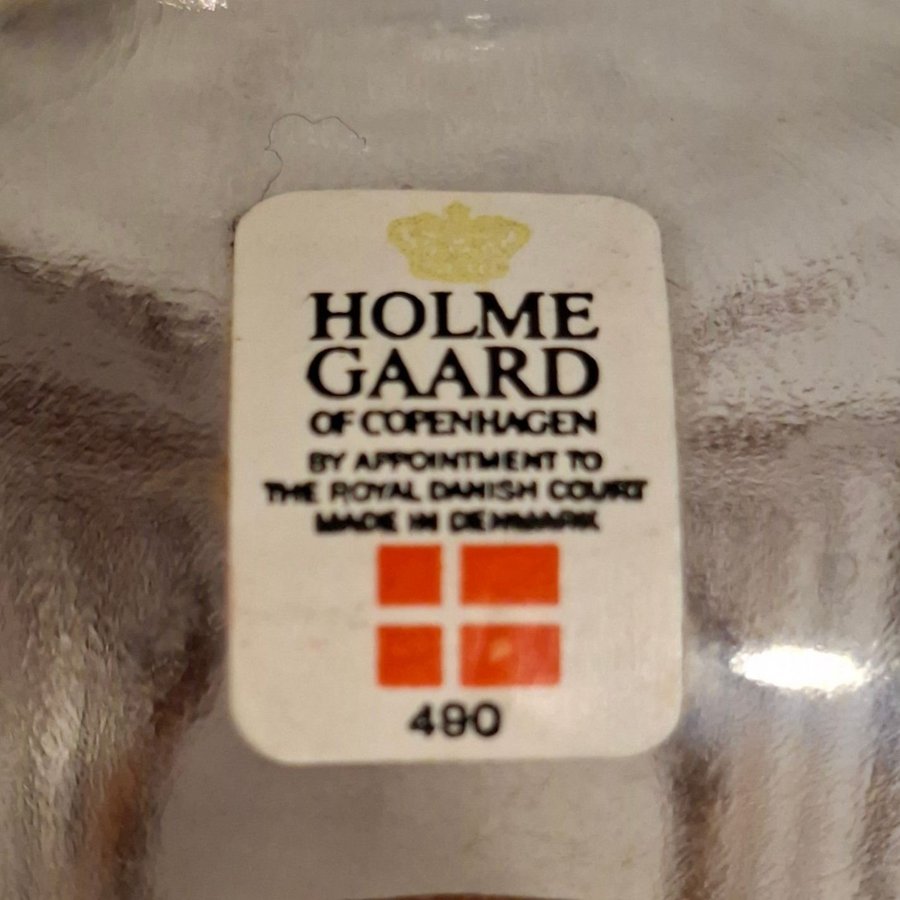 HOLME
GAARD
OF COPENHAGEN
BY APPOINTMENT TO
THE ROYAL DANISH COURT
MADE IN DENMARK
490